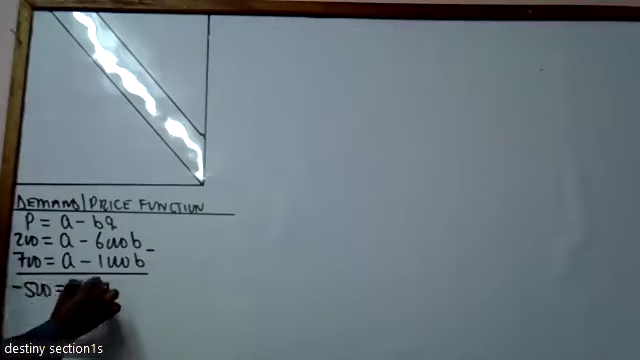 DEMAND/PRICE FUNCTION
P = a - bq
200 = a - 600b
700 = a - 100b
-500 =
destiny section1s